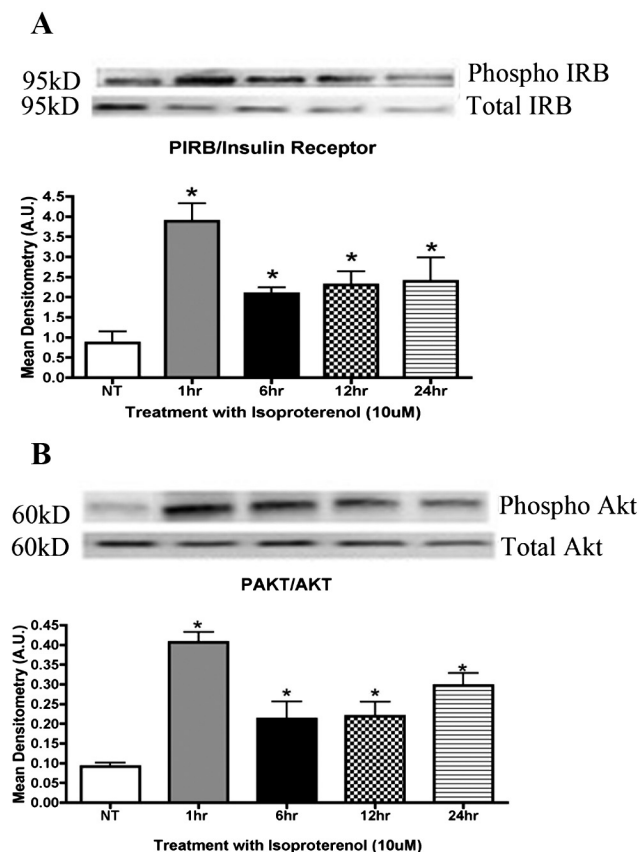 A
95kD Phospho IRB
95kD Total IRB
PIRB/Insulin Receptor
Mean Densitometry (A.U.)
4.5
4.0
3.5
3.0
2.5
2.0
1.5
1.0
0.5
0.0
* * * *
NT 1hr 6hr 12hr 24hr
Treatment with Isoproterenol (10uM)
B
60kD Phospho Akt
60kD Total Akt
PAKT/AKT
Mean Densitometry (A.U.)
0.45
0.40
0.35
0.30
0.25
0.20
0.15
0.10
0.05
0.00
* * * *
NT 1hr 6hr 12hr 24hr
Treatment with Isoproterenol (10uM)